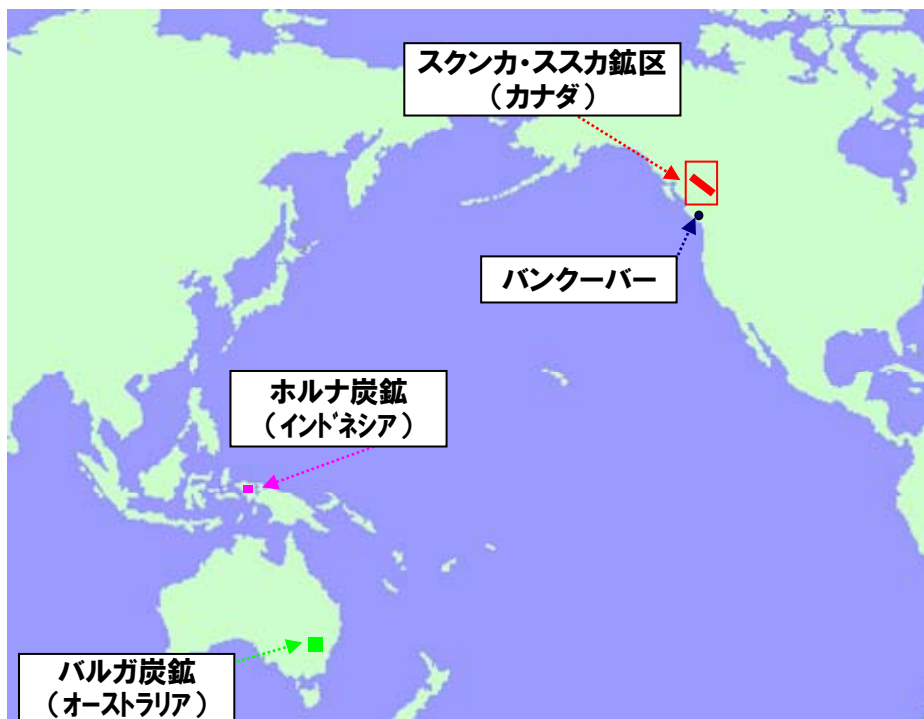 スクンカ・ススカ鉱区
（カナダ）
バンクーバー
ホルナ炭鉱
（インドネシア）
バルガ炭鉱
（オーストラリア）